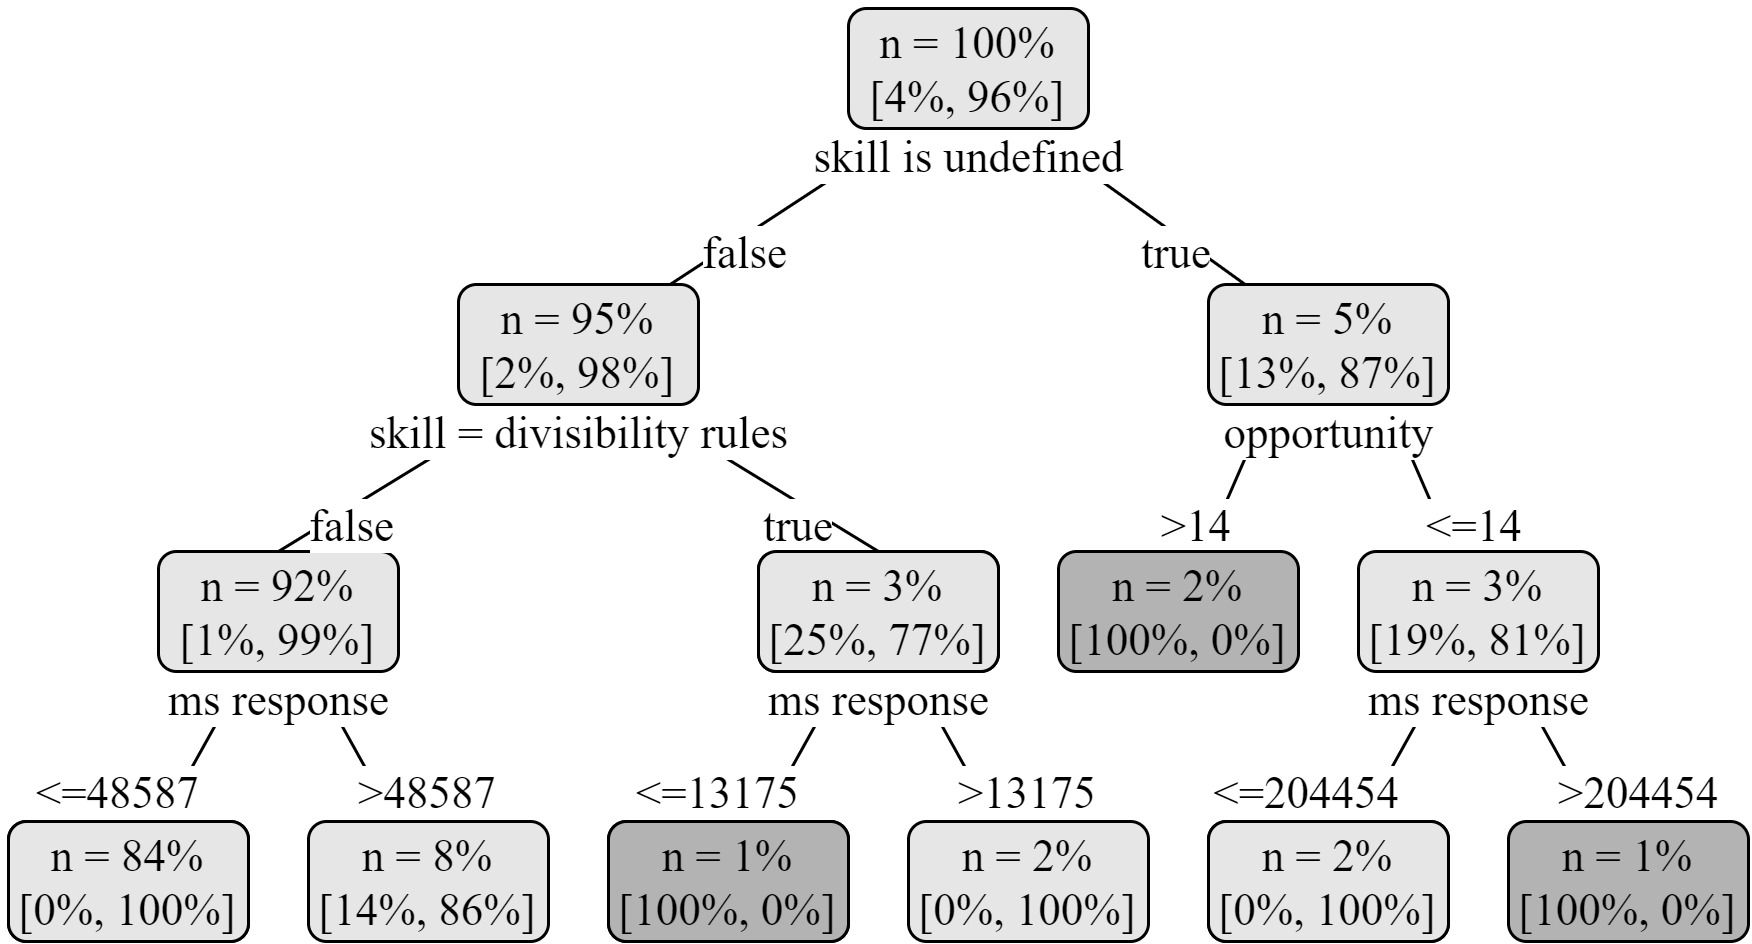 n = 100%
[4%, 96%]
skill is undefined
false
true
n = 95%
[2%, 98%]
n = 5%
[13%, 87%]
skill = divisibility rules
opportunity
false
true
>14
<=14
n = 92%
[1%, 99%]
n = 3%
[25%, 77%]
n = 2%
[100%, 0%]
n = 3%
[19%, 81%]
ms response
ms response
ms response
<=48587
>48587
<=13175
>13175
<=204454
>204454
n = 84%
[0%, 100%]
n = 8%
[14%, 86%]
n = 1%
[100%, 0%]
n = 2%
[0%, 100%]
n = 2%
[0%, 100%]
n = 1%
[100%, 0%]